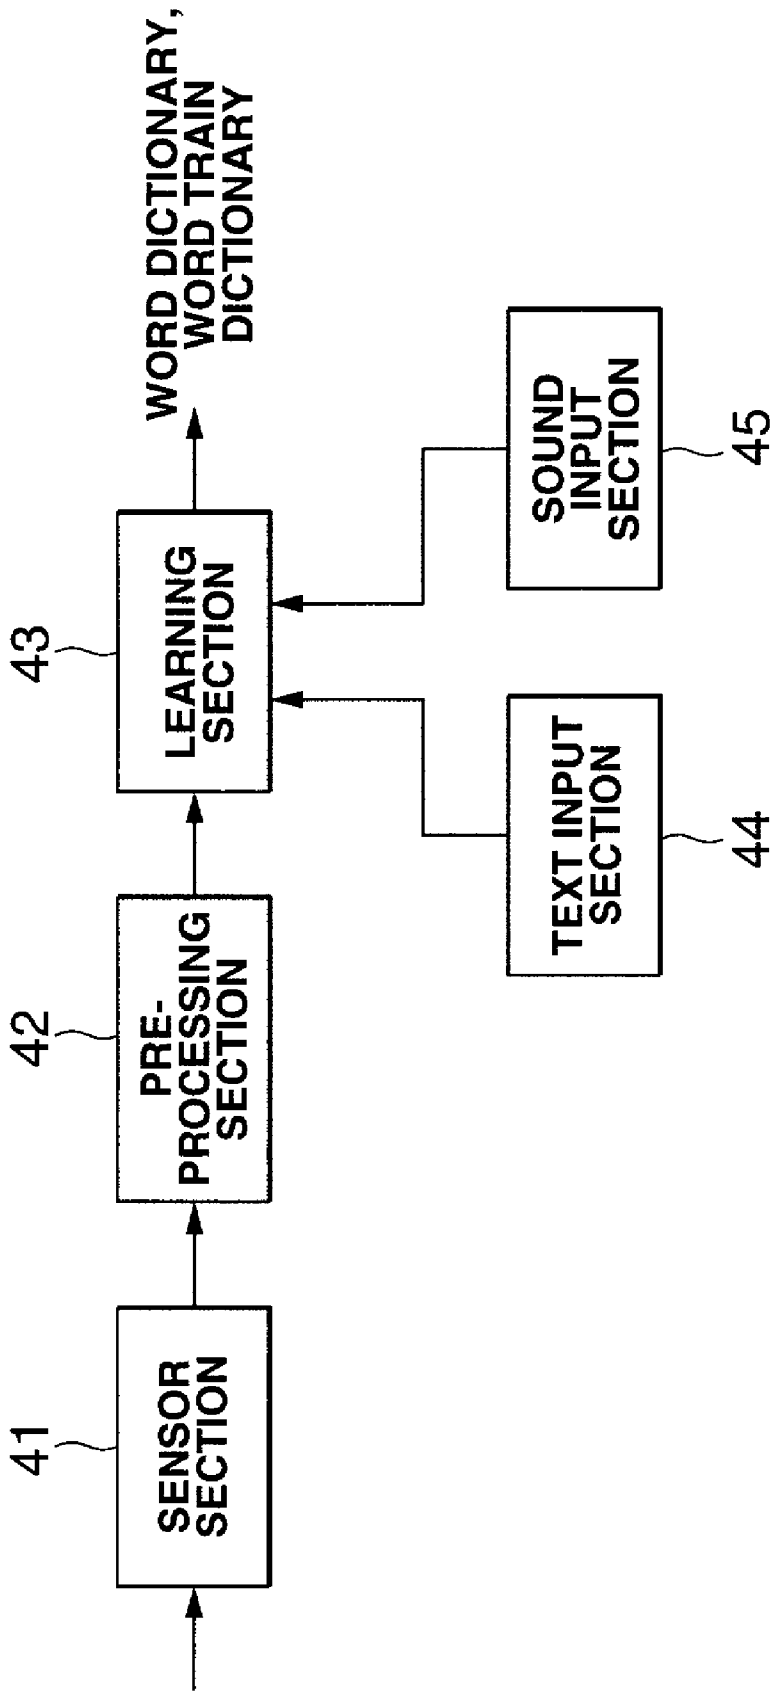 41
SENSOR
SECTION
42
PRE-
PROCESSING
SECTION
43
LEARNING
SECTION
WORD DICTIONARY,
WORD TRAIN
DICTIONARY
TEXT INPUT
SECTION
44
SOUND
INPUT
SECTION
45